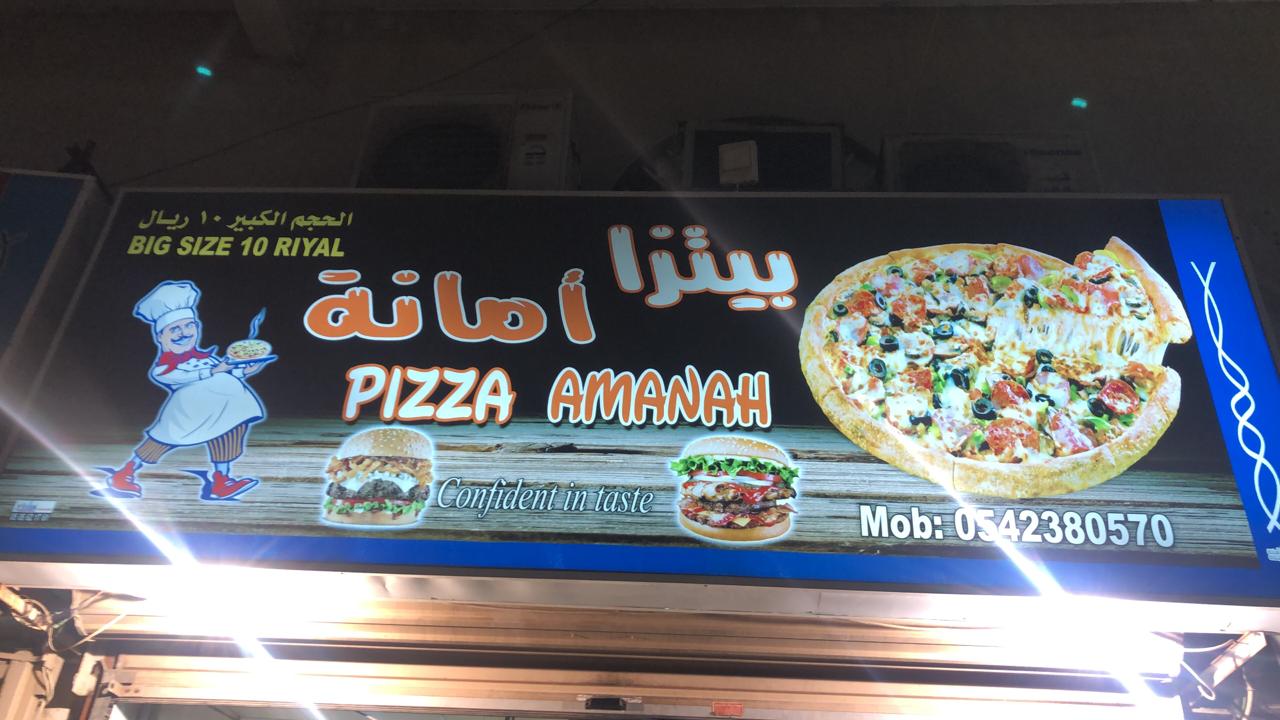 الحجم الكبير ١٠ ريال
BIG SIZE 10 RIYAL
بيتزا
أمانة
PIZZA AMANAH
Confident in taste
Mob: 0542380570